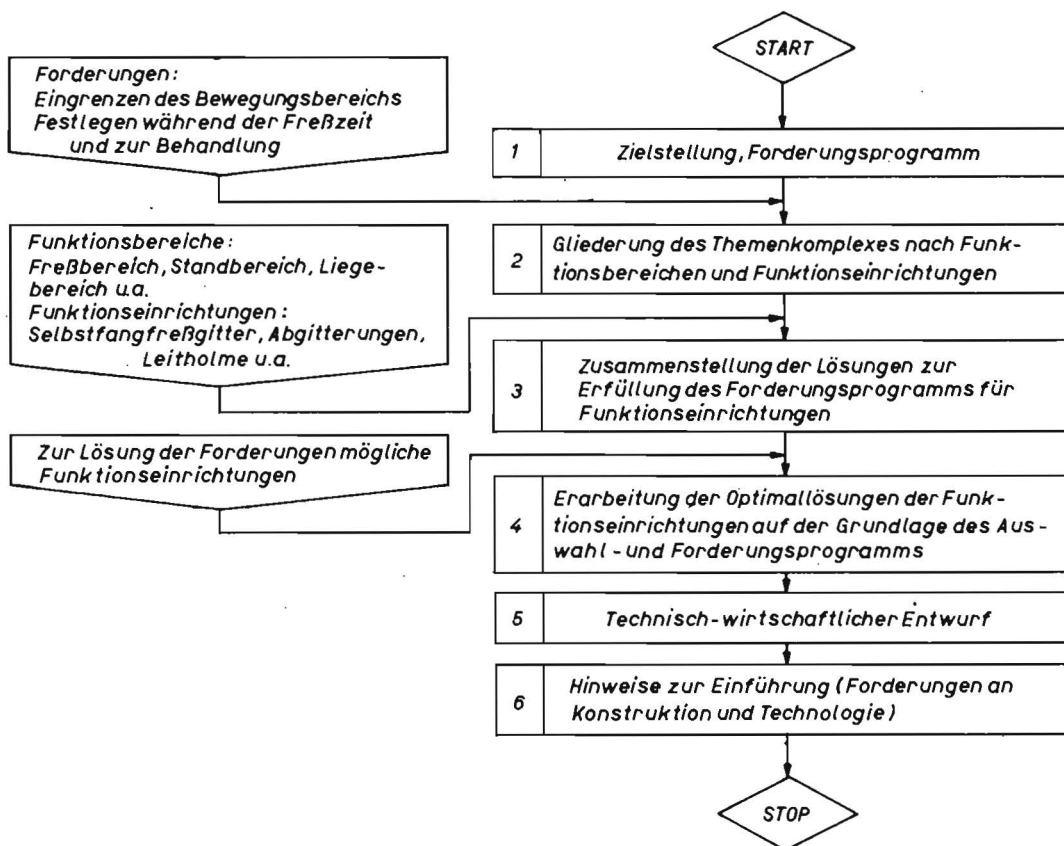 START
Forderungen:
Eingrenzen des Bewegungsbereichs
Festlegen während der Freßzeit
und zur Behandlung
1
Zielstellung, Forderungsprogramm
Funktionsbereiche:
Freßbereich, Standbereich, Liege-
bereich u.a.
Funktionseinrichtungen:
Selbstfangfreßgitter, Abgitterungen,
Leitholme u.a.
2
Gliederung des Themenkomplexes nach Funk-
tionsbereichen und Funktionseinrichtungen
3
Zusammenstellung der Lösungen zur
Erfüllung des Forderungsprogramms für
Funktionseinrichtungen
Zur Lösung der Forderungen mögliche
Funktionseinrichtungen
4
Erarbeitung der Optimallösungen der Funk-
tionseinrichtungen auf der Grundlage des Aus-
wahl- und Forderungsprogramms
5
Technisch-wirtschaftlicher Entwurf
6
Hinweise zur Einführung (Forderungen an
Konstruktion und Technologie)
STOP